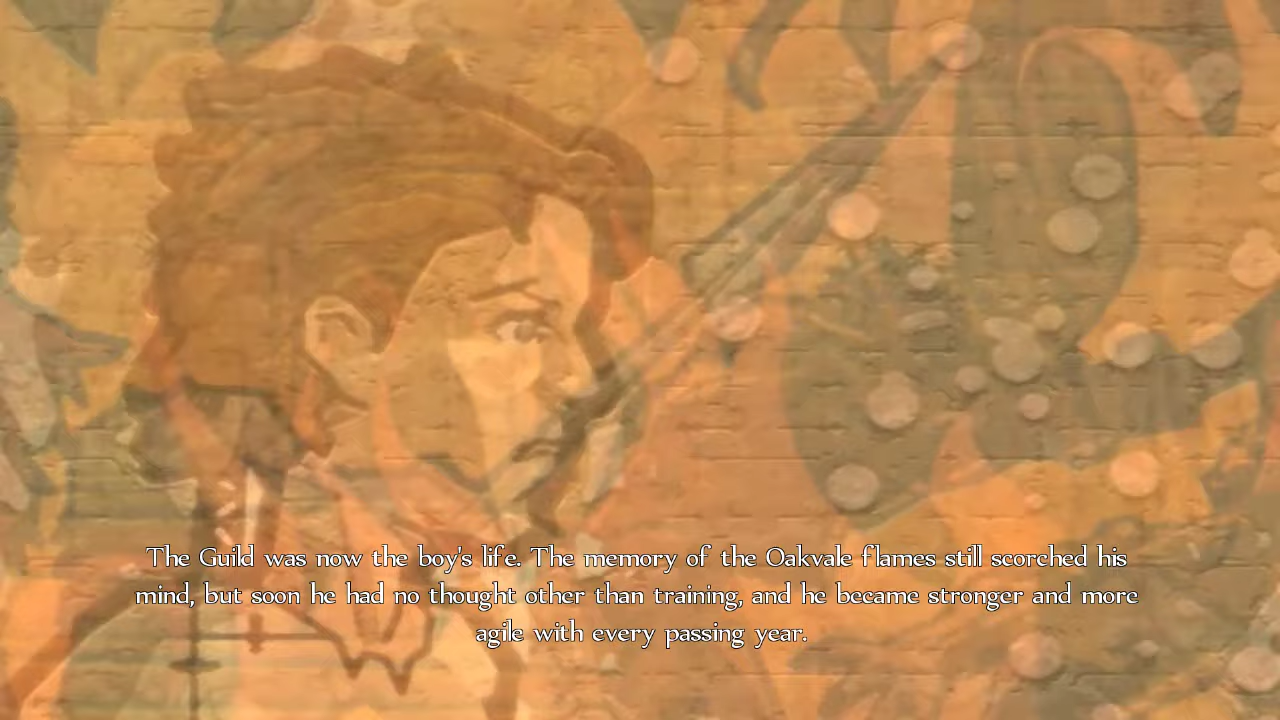 The Guild was now the boy's life. The memory of the Oakvale flames still scorched his
mind, but soon he had no thought other than training, and he became stronger and more
agile with every passing year.